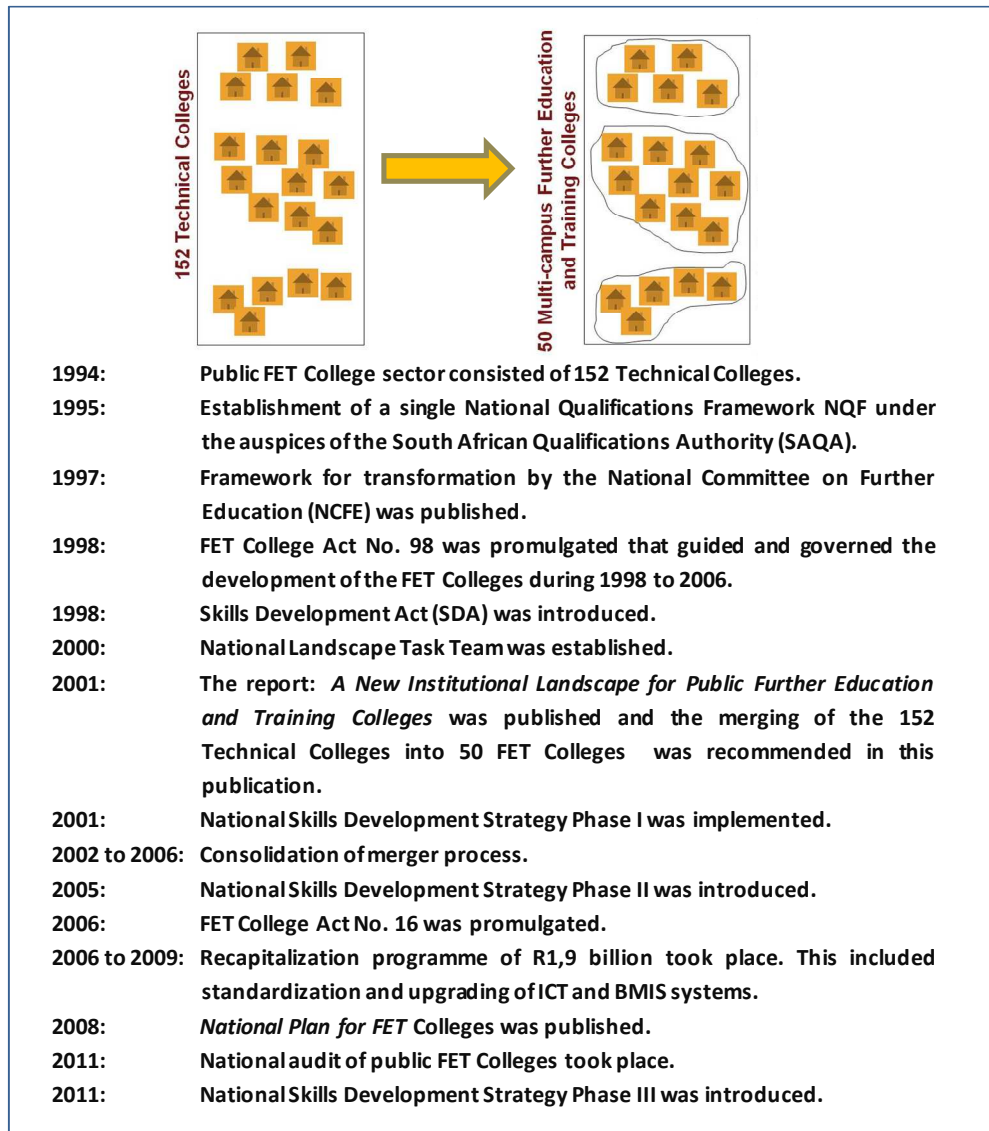 152 Technical Colleges
50 Multi-campus Further Education
and Training Colleges
1994: Public FET College sector consisted of 152 Technical Colleges.
1995: Establishment of a single National Qualifications Framework NQF under
the auspices of the South African Qualifications Authority (SAQA).
1997: Framework for transformation by the National Committee on Further
Education (NCFE) was published.
1998: FET College Act No. 98 was promulgated that guided and governed the
development of the FET Colleges during 1998 to 2006.
1998: Skills Development Act (SDA) was introduced.
2000: National Landscape Task Team was established.
2001: The report: A New Institutional Landscape for Public Further Education
and Training Colleges was published and the merging of the 152
Technical Colleges into 50 FET Colleges was recommended in this
publication.
2001: National Skills Development Strategy Phase I was implemented.
2002 to 2006: Consolidation of merger process.
2005: National Skills Development Strategy Phase II was introduced.
2006: FET College Act No. 16 was promulgated.
2006 to 2009: Recapitalization programme of R1,9 billion took place. This included
standardization and upgrading of ICT and BMIS systems.
2008: National Plan for FET Colleges was published.
2011: National audit of public FET Colleges took place.
2011: National Skills Development Strategy Phase III was introduced.